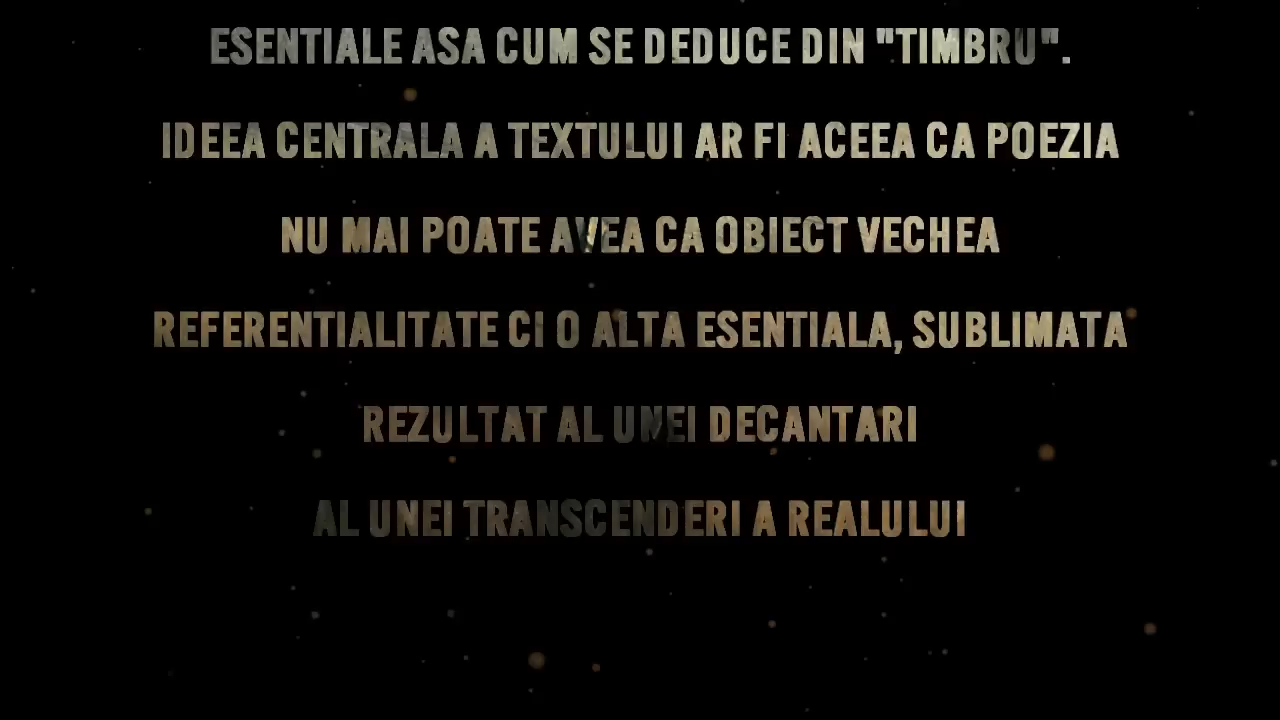 ESENTIALE ASA CUM SE DEDUCE DIN "TIMBRU".
IDEEA CENTRALA A TEXTULUI AR FI ACEEA CA POEZIA
NU MAI POATE AVEA CA OBIECT VECHEA
REFERENTIALITATE CI O ALTA ESENTIALA, SUBLIMATA
REZULTAT AL UNEI DECANTARI
AL UNEI TRANSCENDERI A REALULUI